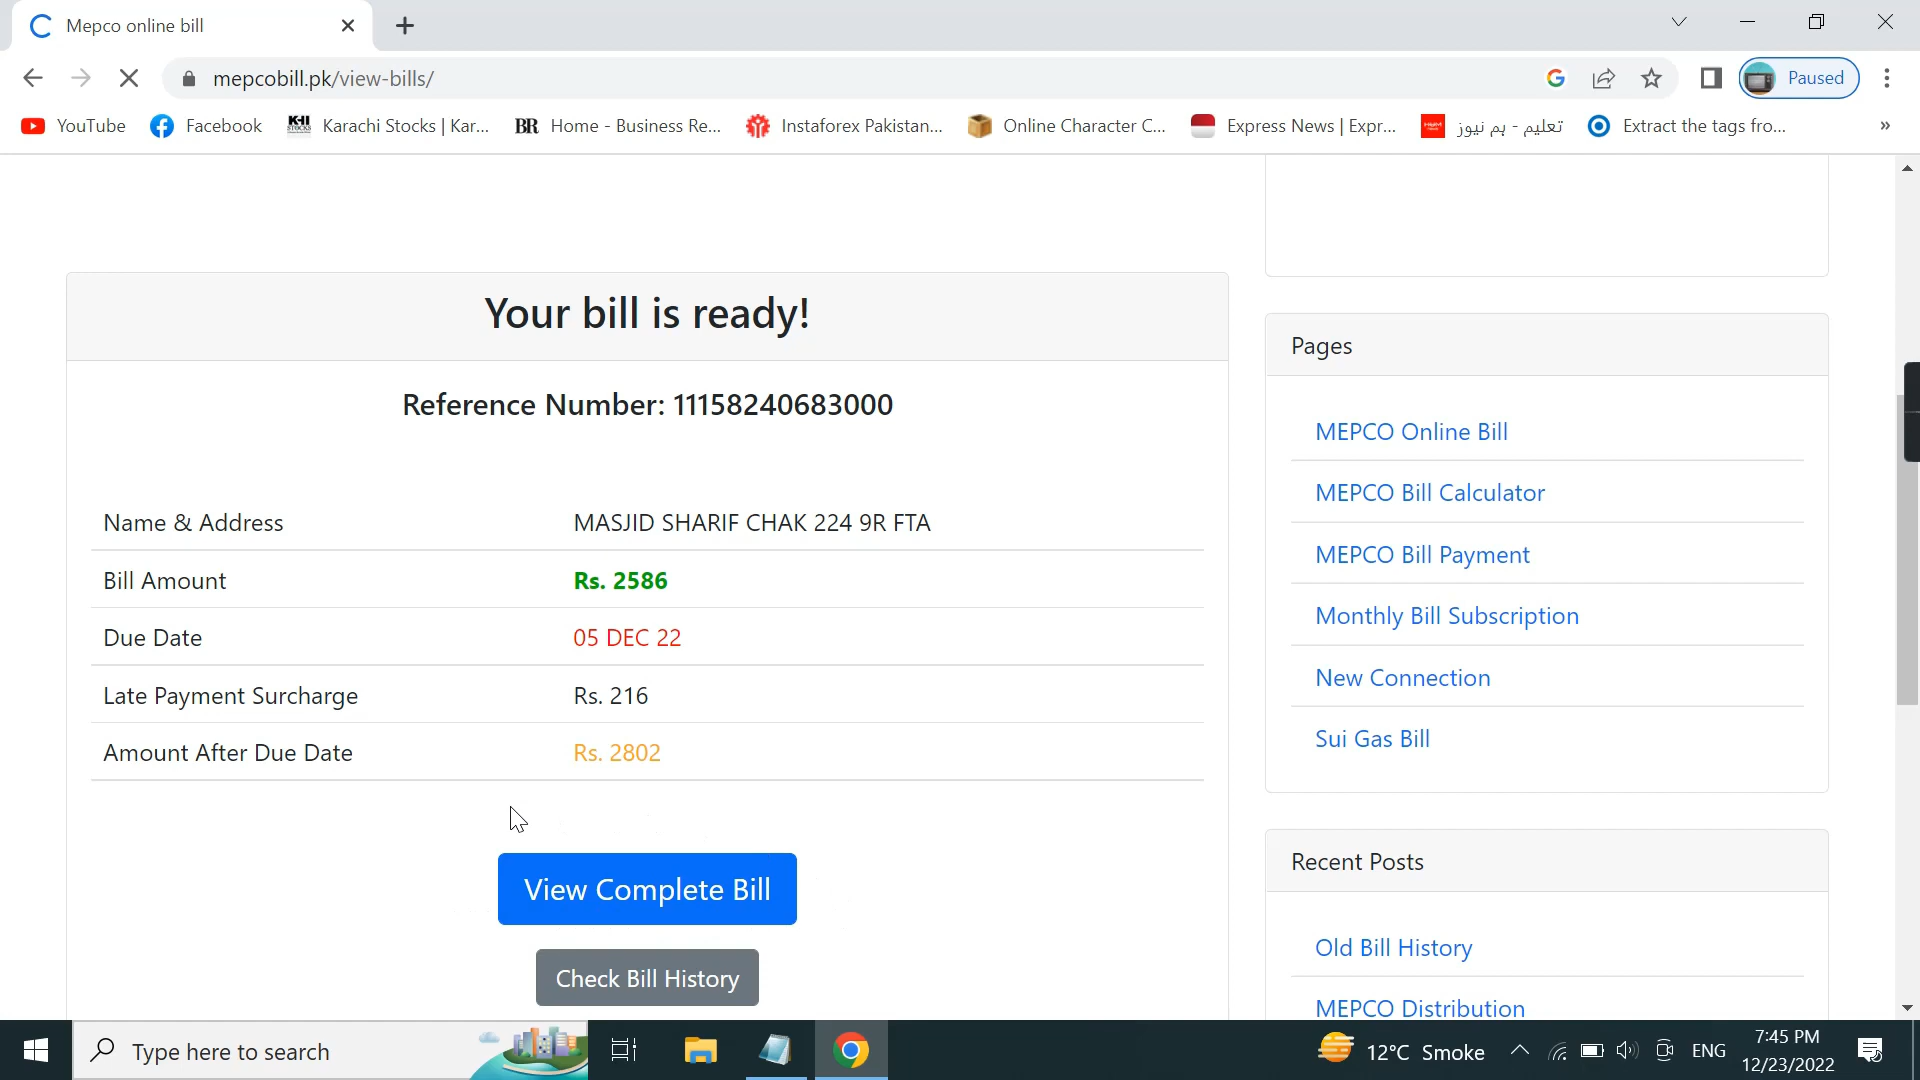 Mepco online bill
mepcobill.pk/view-bills/
Paused
YouTube
Facebook
KHI STOCKS
Karachi Stocks | Kar...
BR
Home - Business Re...
Instaforex Pakistan...
Online Character C...
Express News | Expr...
تعلیم - ہم نیوز
Extract the tags fro...
»
Your bill is ready!
Reference Number: 11158240683000
Name & Address
MASJID SHARIF CHAK 224 9R FTA
Bill Amount
Rs. 2586
Due Date
05 DEC 22
Late Payment Surcharge
Rs. 216
Amount After Due Date
Rs. 2802
View Complete Bill
Check Bill History
Pages
MEPCO Online Bill
MEPCO Bill Calculator
MEPCO Bill Payment
Monthly Bill Subscription
New Connection
Sui Gas Bill
Recent Posts
Old Bill History
MEPCO Distribution
Type here to search
12°C Smoke
ENG
7:45 PM
12/23/2022